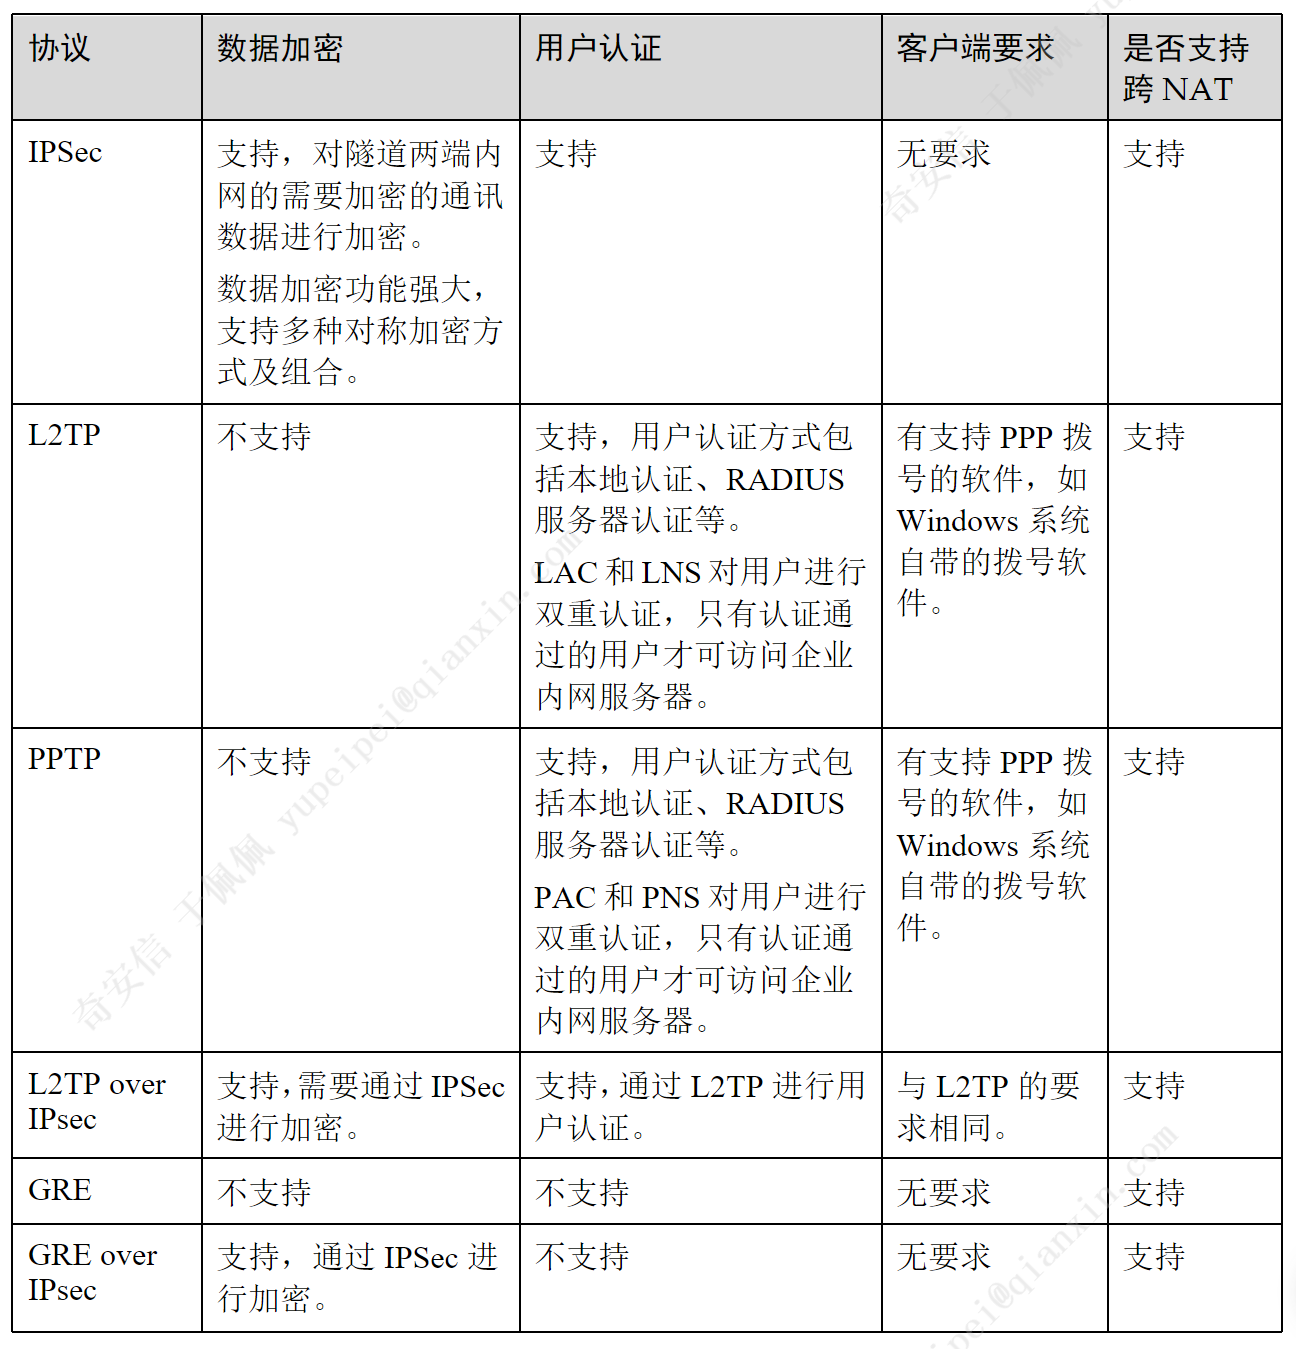 协议
数据加密
用户认证
客户端要求
是否支持
跨 NAT
IPSec
支持，对隧道两端内
网的需要加密的通讯
数据进行加密。
数据加密功能强大，
支持多种对称加密方
式及组合。
支持
无要求
支持
L2TP
不支持
支持，用户认证方式包
括本地认证、RADIUS
服务器认证等。
LAC 和 LNS 对用户进行
双重认证，只有认证通
过的用户才可访问企业
内网服务器。
有支持 PPP 拨
号的软件，如
Windows 系统
自带的拨号软
件。
支持
PPTP
不支持
支持，用户认证方式包
括本地认证、RADIUS
服务器认证等。
PAC 和 PNS 对用户进行
双重认证，只有认证通
过的用户才可访问企业
内网服务器。
有支持 PPP 拨
号的软件，如
Windows 系统
自带的拨号软
件。
支持
L2TP over
IPsec
支持，需要通过 IPSec
进行加密。
支持，通过 L2TP 进行用
户认证。
与 L2TP 的要
求相同。
支持
GRE
不支持
不支持
无要求
支持
GRE over
IPsec
支持，通过 IPSec 进
行加密。
不支持
无要求
支持
奇安信 于佩佩 yu
奇安信 于佩佩 yupeipei@qianxin.com
ipei@qianxin.com